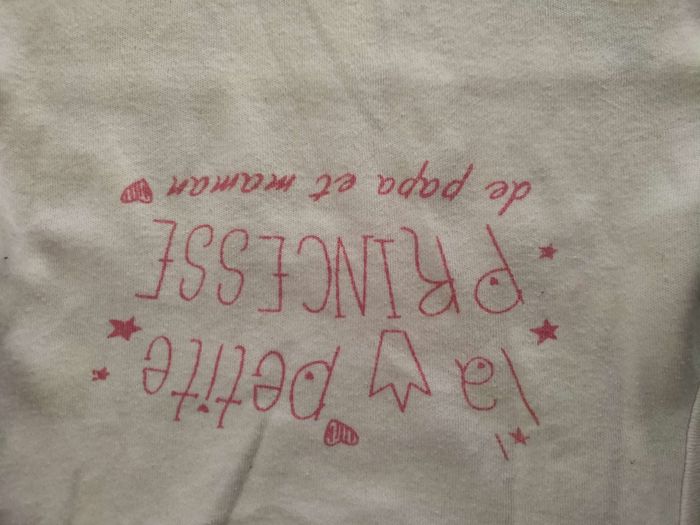 la petite
PRINCESSE
de papa et maman